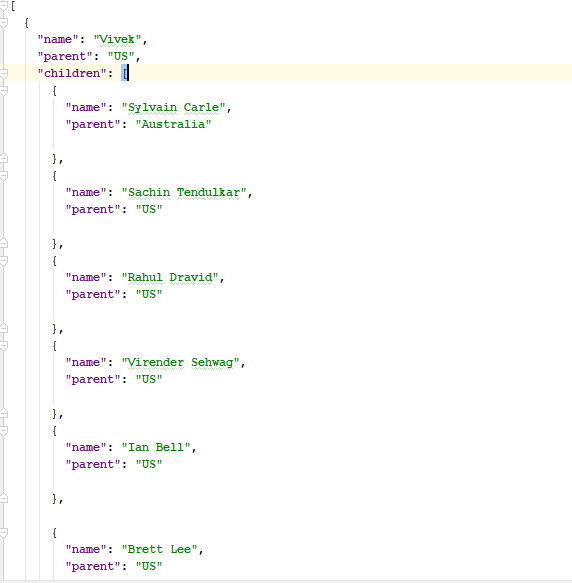 [
{
"name": "Vivek",
"parent": "US",
"children": [
{
"name": "Sylvain Carle",
"parent": "Australia"
},
{
"name": "Sachin Tendulkar",
"parent": "US"
},
{
"name": "Rahul Dravid",
"parent": "US"
},
{
"name": "Virender Sehwag",
"parent": "US"
},
{
"name": "Ian Bell",
"parent": "US"
},
{
"name": "Brett Lee",
"parent": "US"